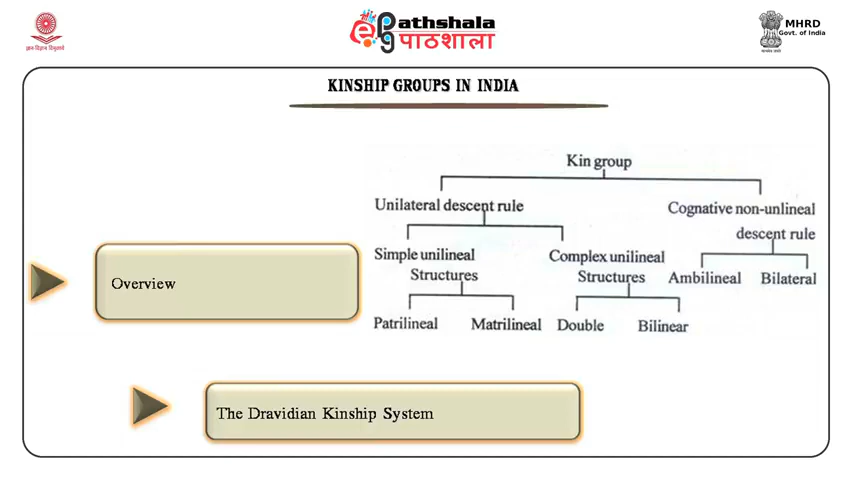 ePathshala
पाठशाला
MHRD
Govt. of India
KINSHIP GROUPS IN INDIA
Kin group
Unilateral descent rule
Cognative non-unlineal
descent rule
Simple unilineal
Structures
Complex unilineal
Structures
Ambilineal
Bilateral
Patrilineal
Matrilineal
Double
Bilinear
Overview
The Dravidian Kinship System